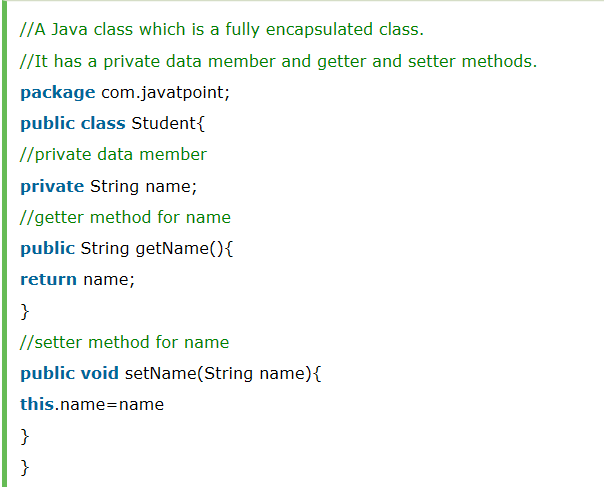 //A Java class which is a fully encapsulated class.
//It has a private data member and getter and setter methods.
package com.javatpoint;
public class Student{
//private data member
private String name;
//getter method for name
public String getName(){
return name;
}
//setter method for name
public void setName(String name){
this.name=name
}
}